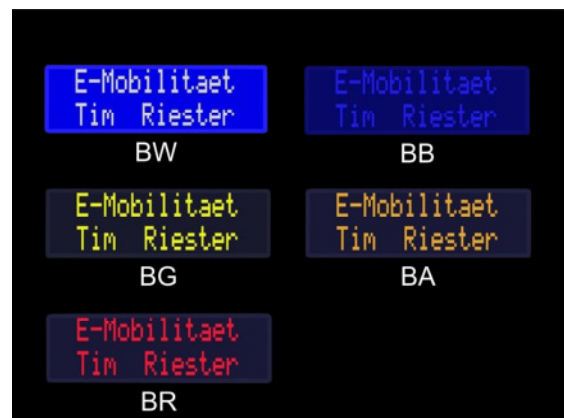 E-Mobilitaet
Tim Riester
BW
E-Mobilitaet
Tim Riester
BB
E-Mobilitaet
Tim Riester
BG
E-Mobilitaet
Tim Riester
BA
E-Mobilitaet
Tim Riester
BR